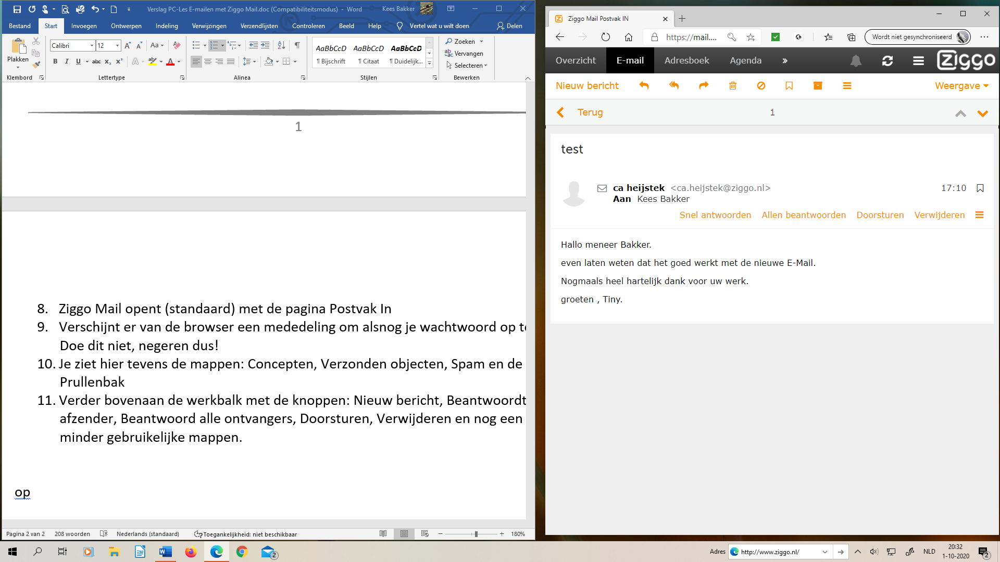 Verslag PC-Les E-mailen met Ziggo Mail.doc (Compatibiliteitsmodus) - Word
Kees Bakker
Bestand Start Invoegen Ontwerpen Indeling Verwijzingen Verzendlijsten Controleren Beeld Help Vertel wat u wilt doen Delen
Plakken
Calibri 12
Aa
B I U abc x₂ x²
AaBbCcD AaBbCcD AaBbCcD
¶ Bijschrift ¶ Citaat ¶ Duidelijk...
Zoeken
Vervangen
Selecteren
Klembord Lettertype Alinea Stijlen Bewerken
1
8. Ziggo Mail opent (standaard) met de pagina Postvak In
9. Verschijnt er van de browser een mededeling om alsnog je wachtwoord op
Doe dit niet, negeren dus!
10. Je ziet hier tevens de mappen: Concepten, Verzonden objecten, Spam en de
Prullenbak
11. Verder bovenaan de werkbalk met de knoppen: Nieuw bericht, Beantwoordt
afzender, Beantwoord alle ontvangers, Doorsturen, Verwijderen en nog een
minder gebruikelijke mappen.
op
Pagina 2 van 2 208 woorden Nederlands (standaard) Toegankelijkheid: niet beschikbaar 180%
Ziggo Mail Postvak IN
https://mail.... Wordt niet gesynchroniseerd
Overzicht E-mail Adresboek Agenda » Ziggo
Nieuw bericht Weergave
Terug 1
test
ca heijstek <ca.heijstek@ziggo.nl> 17:10
Aan Kees Bakker
Snel antwoorden Allen beantwoorden Doorsturen Verwijderen
Hallo meneer Bakker.
even laten weten dat het goed werkt met de nieuwe E-Mail.
Nogmaals heel hartelijk dank voor uw werk.
groeten , Tiny.
2 Adres http://www.ziggo.nl/ NLD 20:32
1-10-2020 2